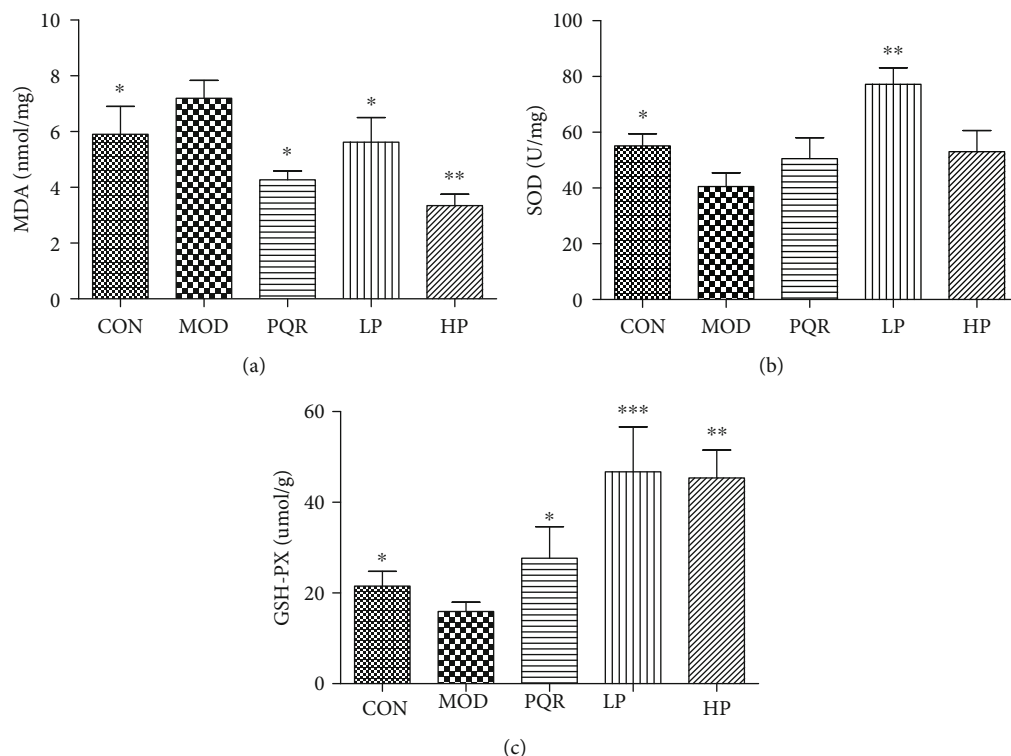 10
8
6
4
2
0
MDA (nmol/mg)
*
*
*
**
CON MOD PQR LP HP
(a)
100
80
60
40
20
0
SOD (U/mg)
*
**
CON MOD PQR LP HP
(b)
60
40
20
0
GSH-PX (umol/g)
*
*
***
**
CON MOD PQR LP HP
(c)